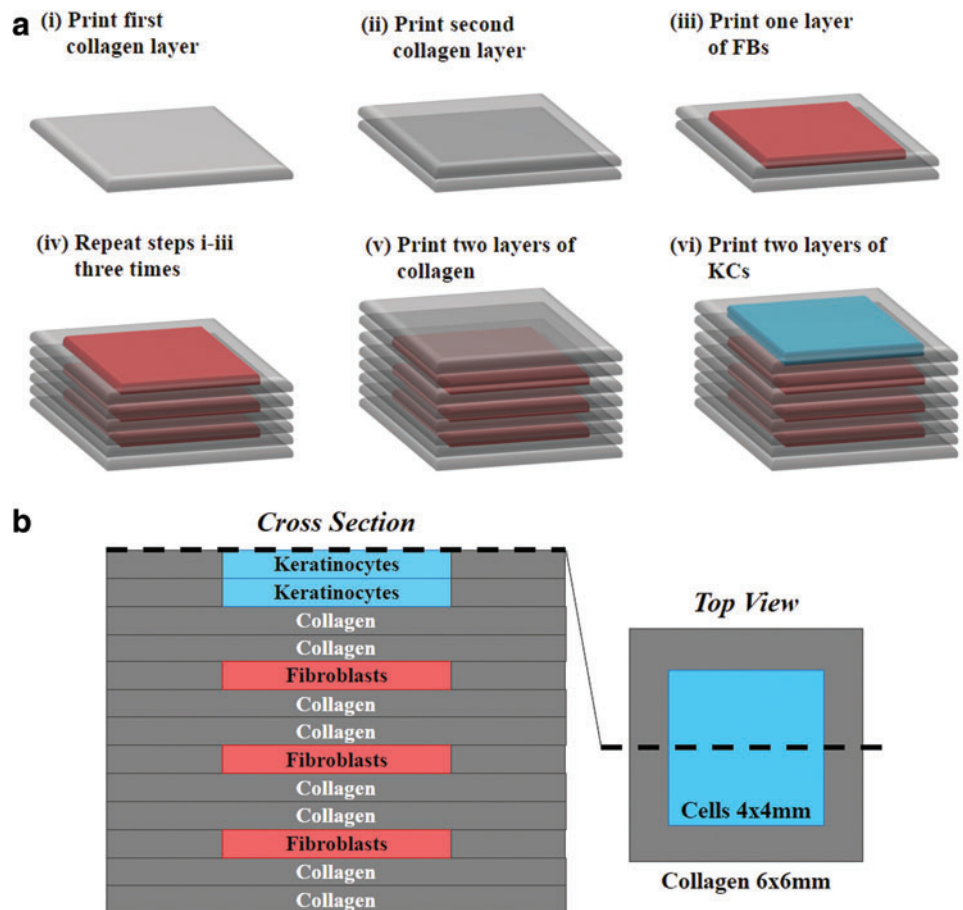 a
(i) Print first
collagen layer
(ii) Print second
collagen layer
(iii) Print one layer
of FBs
(iv) Repeat steps i-iii
three times
(v) Print two layers of
collagen
(vi) Print two layers of
KCs
b
Cross Section
Keratinocytes
Keratinocytes
Collagen
Collagen
Fibroblasts
Collagen
Collagen
Fibroblasts
Collagen
Collagen
Fibroblasts
Collagen
Collagen
Top View
Cells 4x4mm
Collagen 6x6mm